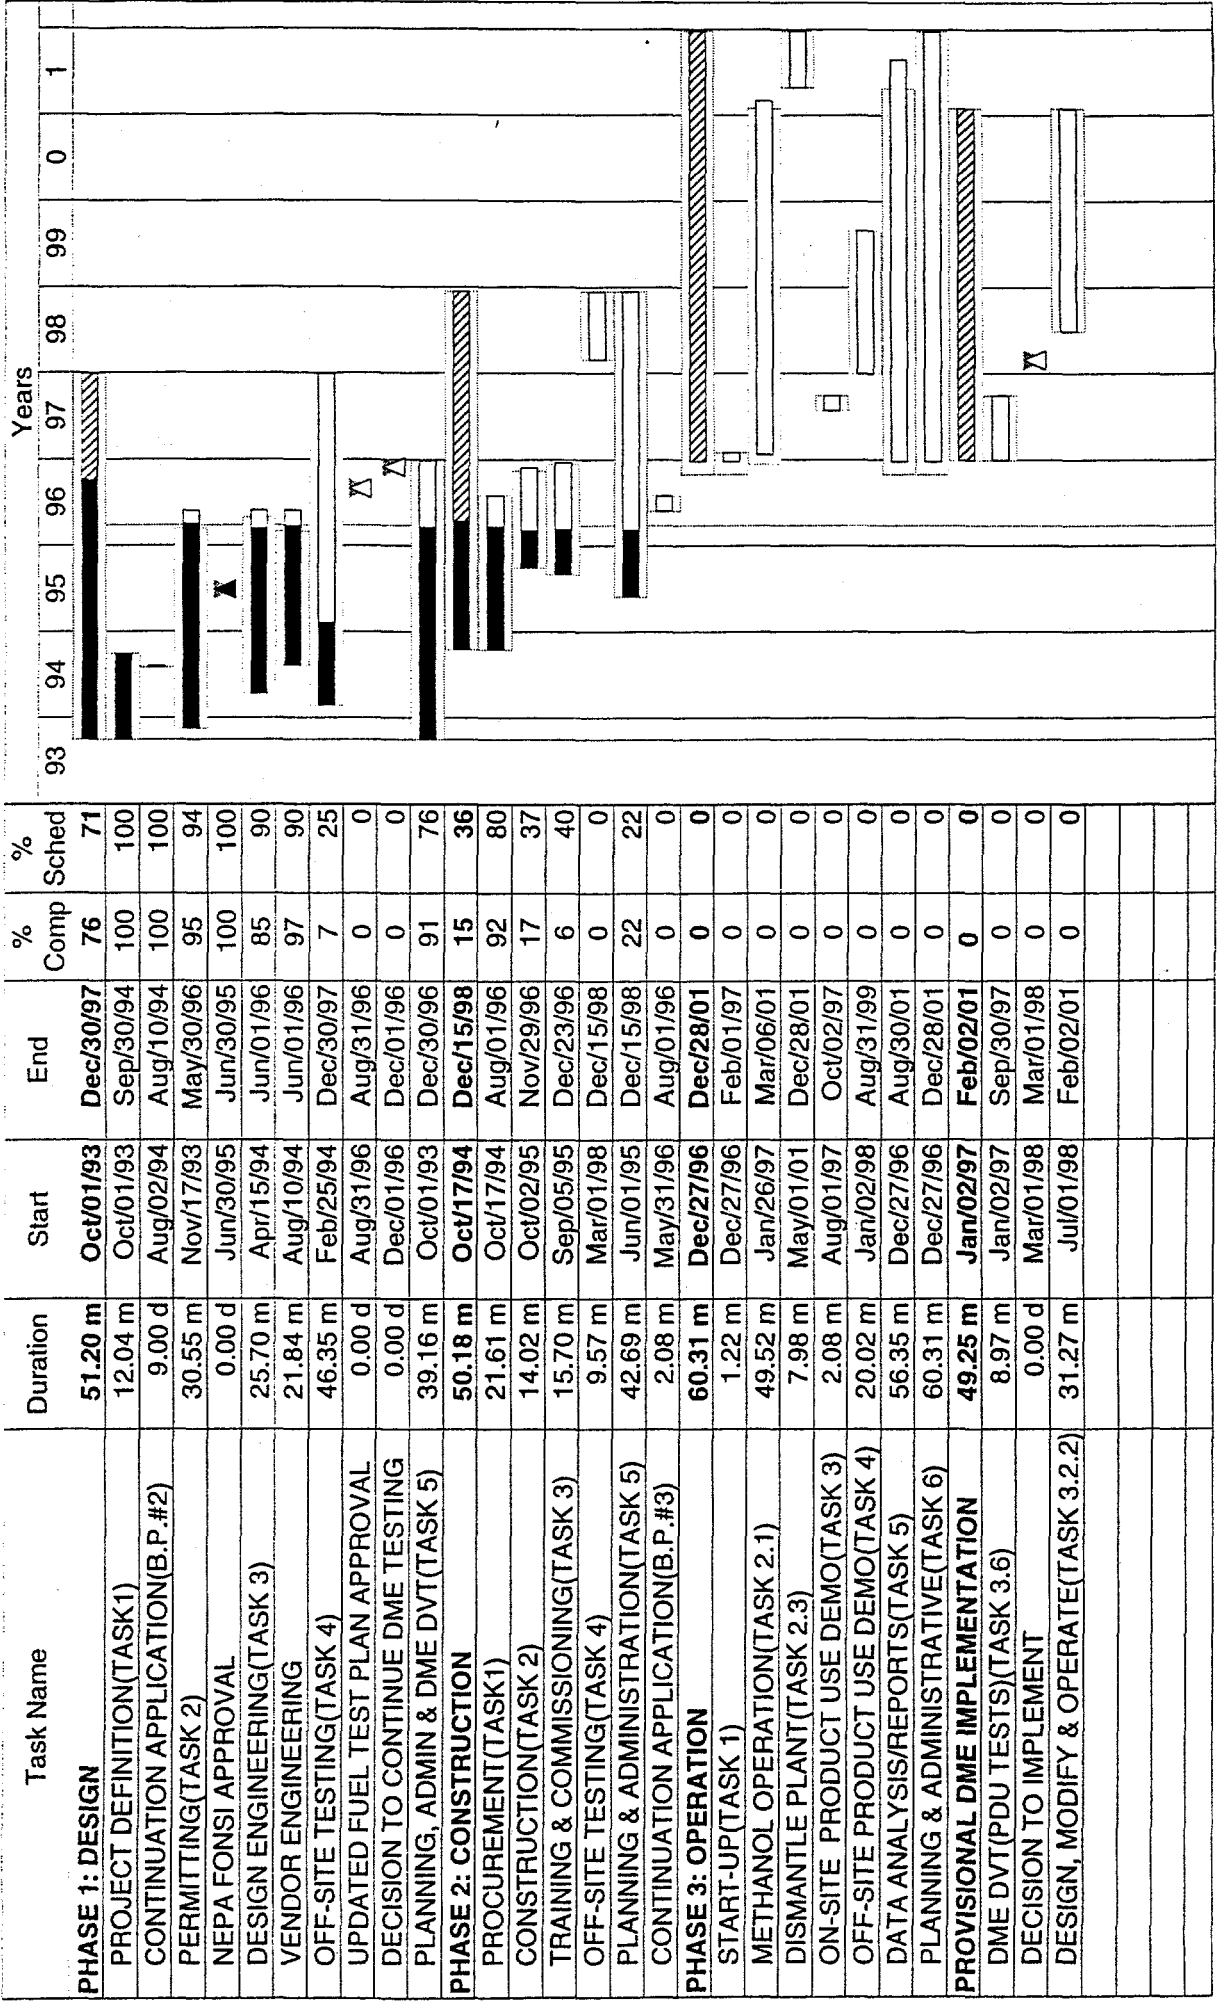 Task Name Duration Start End % Comp % Sched Years
93 94 95 96 97 98 99 0 1
PHASE 1: DESIGN 51.20 m Oct/01/93 Dec/30/97 76 71
PROJECT DEFINITION(TASK1) 12.04 m Oct/01/93 Sep/30/94 100 100
CONTINUATION APPLICATION(B.P.#2) 9.00 d Aug/02/94 Aug/10/94 100 100
PERMITTING(TASK 2) 30.55 m Nov/17/93 May/30/96 95 94
NEPA FONSI APPROVAL 0.00 d Jun/30/95 Jun/30/95 100 100
DESIGN ENGINEERING(TASK 3) 25.70 m Apr/15/94 Jun/01/96 85 90
VENDOR ENGINEERING 21.84 m Aug/10/94 Jun/01/96 97 90
OFF-SITE TESTING(TASK 4) 46.35 m Feb/25/94 Dec/30/97 7 25
UPDATED FUEL TEST PLAN APPROVAL 0.00 d Aug/31/96 Aug/31/96 0 0
DECISION TO CONTINUE DME TESTING 0.00 d Dec/01/96 Dec/01/96 0 0
PLANNING, ADMIN & DME DVT(TASK 5) 39.16 m Oct/01/93 Dec/30/96 91 76
PHASE 2: CONSTRUCTION 50.18 m Oct/17/94 Dec/15/98 15 36
PROCUREMENT(TASK1) 21.61 m Oct/17/94 Aug/01/96 92 80
CONSTRUCTION(TASK 2) 14.02 m Oct/02/95 Nov/29/96 17 37
TRAINING & COMMISSIONING(TASK 3) 15.70 m Sep/05/95 Dec/23/96 6 40
OFF-SITE TESTING(TASK 4) 9.57 m Mar/01/98 Dec/15/98 0 0
PLANNING & ADMINISTRATION(TASK 5) 42.69 m Jun/01/95 Dec/15/98 22 22
CONTINUATION APPLICATION(B.P.#3) 2.08 m May/31/96 Aug/01/96 0 0
PHASE 3: OPERATION 60.31 m Dec/27/96 Dec/28/01 0 0
START-UP(TASK 1) 1.22 m Dec/27/96 Feb/01/97 0 0
METHANOL OPERATION(TASK 2.1) 49.52 m Jan/26/97 Mar/06/01 0 0
DISMANTLE PLANT(TASK 2.3) 7.98 m May/01/01 Dec/28/01 0 0
ON-SITE PRODUCT USE DEMO(TASK 3) 2.08 m Aug/01/97 Oct/02/97 0 0
OFF-SITE PRODUCT USE DEMO(TASK 4) 20.02 m Jan/02/98 Aug/31/99 0 0
DATA ANALYSIS/REPORTS(TASK 5) 56.35 m Dec/27/96 Aug/30/01 0 0
PLANNING & ADMINISTRATIVE(TASK 6) 60.31 m Dec/27/96 Dec/28/01 0 0
PROVISIONAL DME IMPLEMENTATION 49.25 m Jan/02/97 Feb/02/01 0 0
DME DVT(PDU TESTS)(TASK 3.6) 8.97 m Jan/02/97 Sep/30/97 0 0
DECISION TO IMPLEMENT 0.00 d Mar/01/98 Mar/01/98 0 0
DESIGN, MODIFY & OPERATE(TASK 3.2.2) 31.27 m Jul/01/98 Feb/02/01 0 0